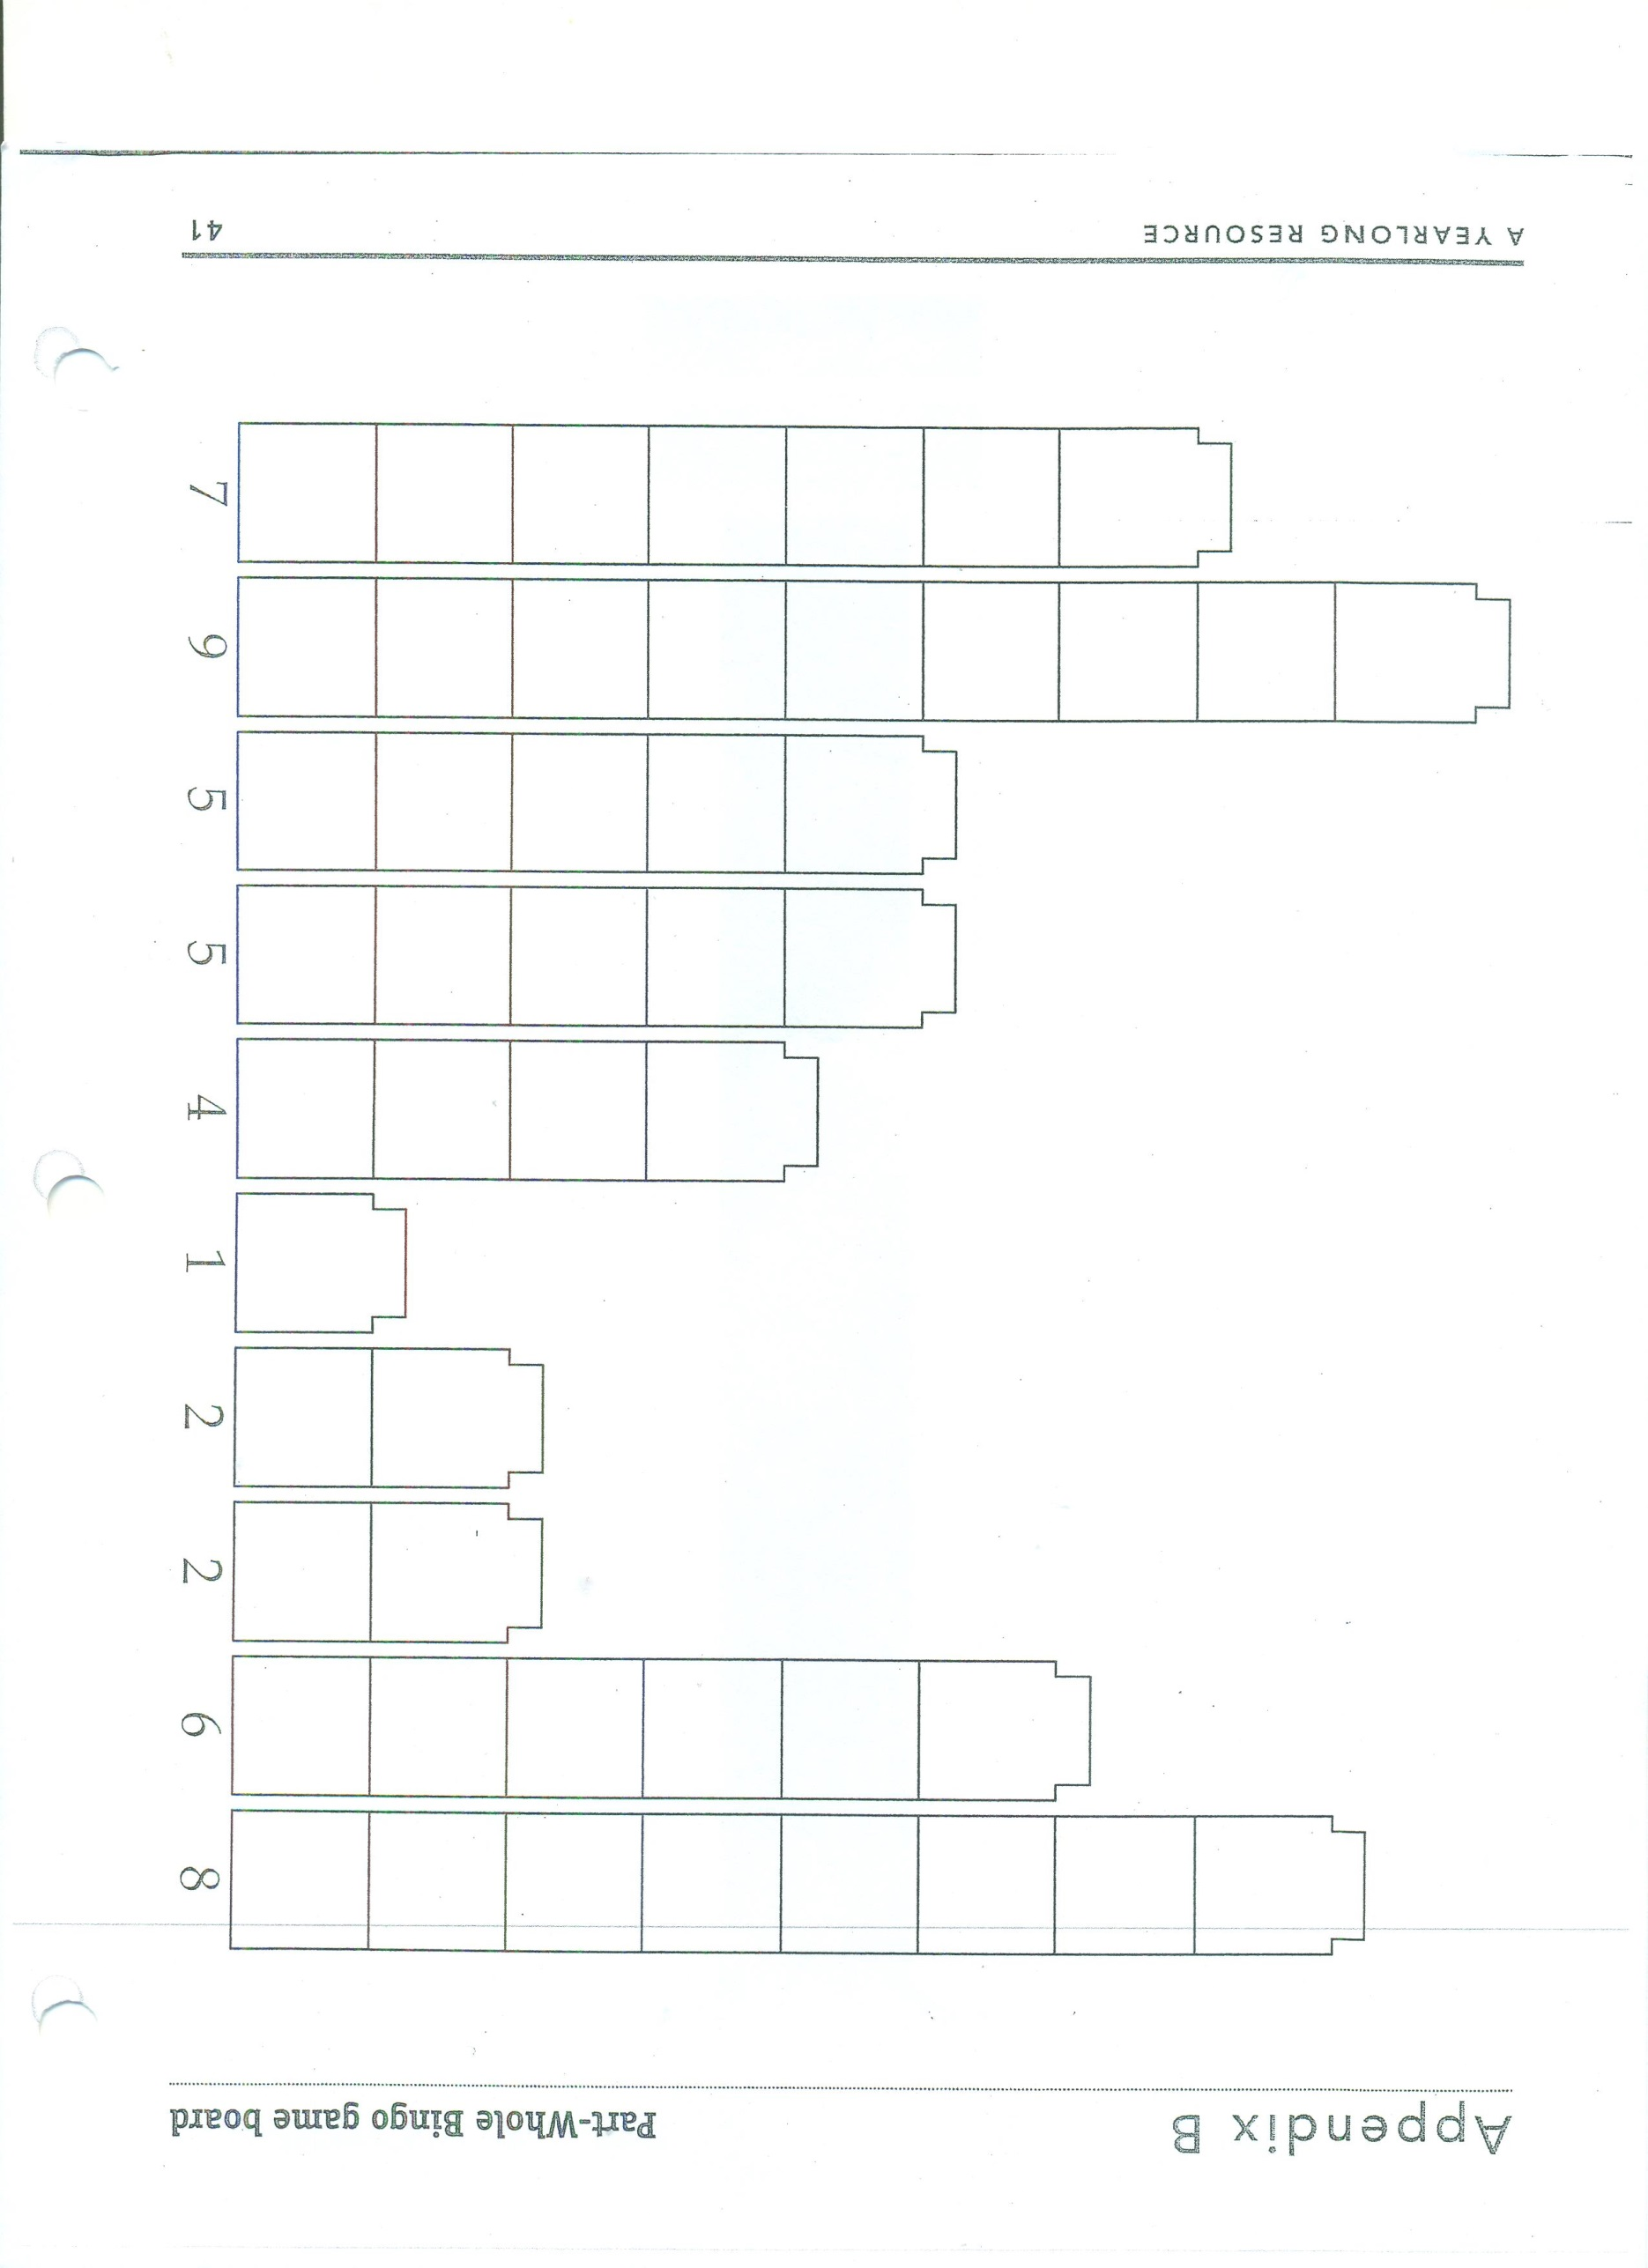 Appendix B Part-Whole Bingo game board
7 9 5 5 4 1 2 2 6 8
A YEARLONG RESOURCE 41